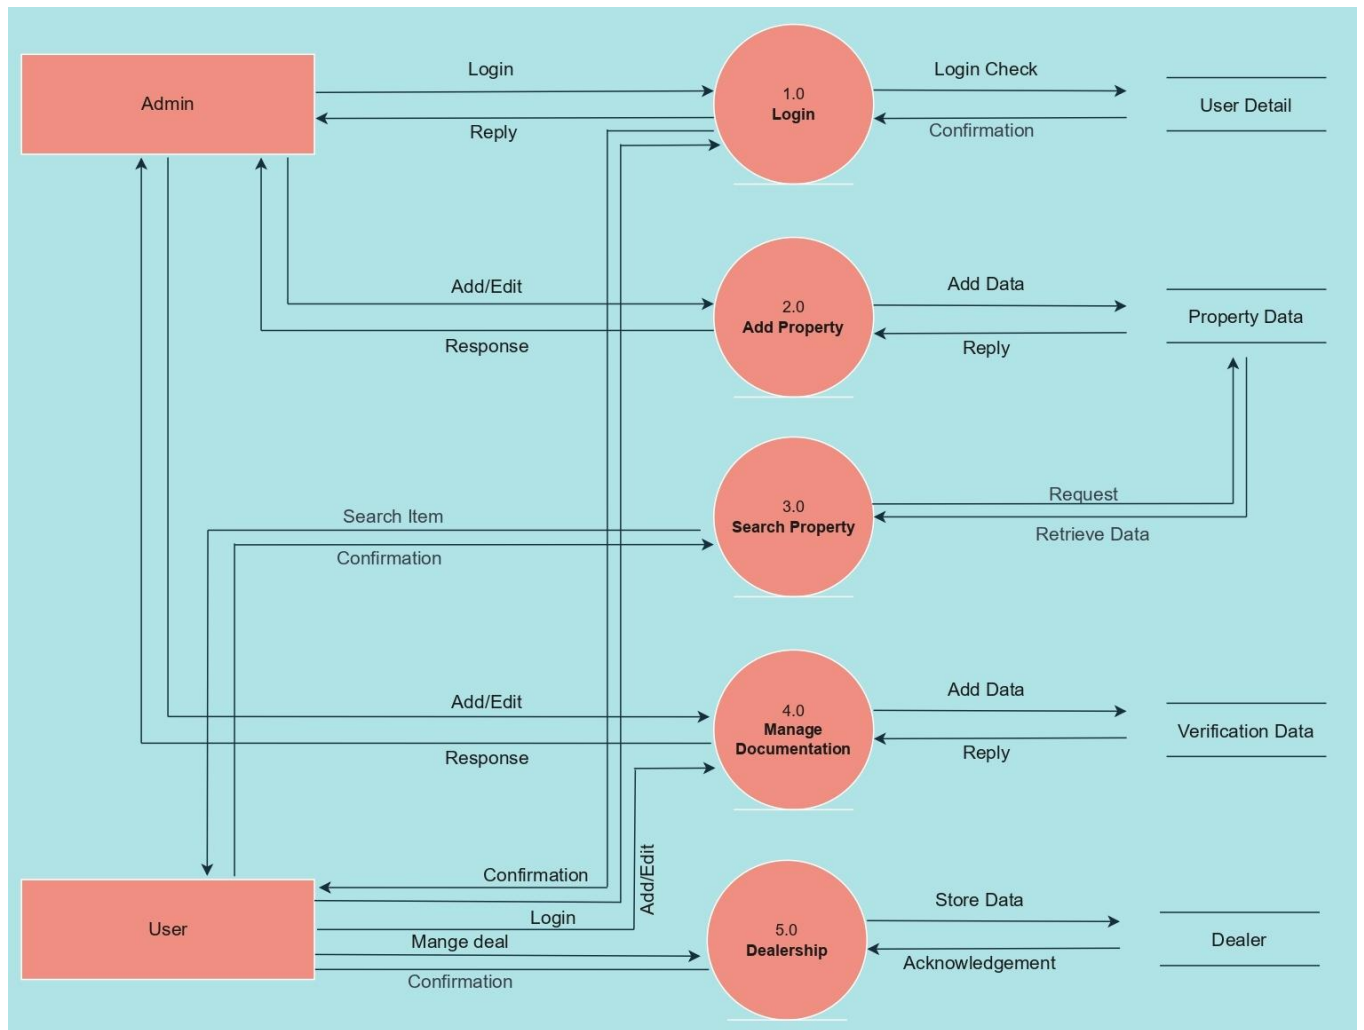 Login
Login Check
Admin
1.0
Login
User Detail
Reply
Confirmation
Add/Edit
Add Data
2.0
Add Property
Property Data
Response
Reply
Search Item
3.0
Search Property
Request
Confirmation
Retrieve Data
Add/Edit
Add Data
4.0
Manage
Documentation
Verification Data
Response
Reply
Confirmation
Add/Edit
Login
User
Mange deal
Confirmation
5.0
Dealership
Store Data
Dealer
Acknowledgement